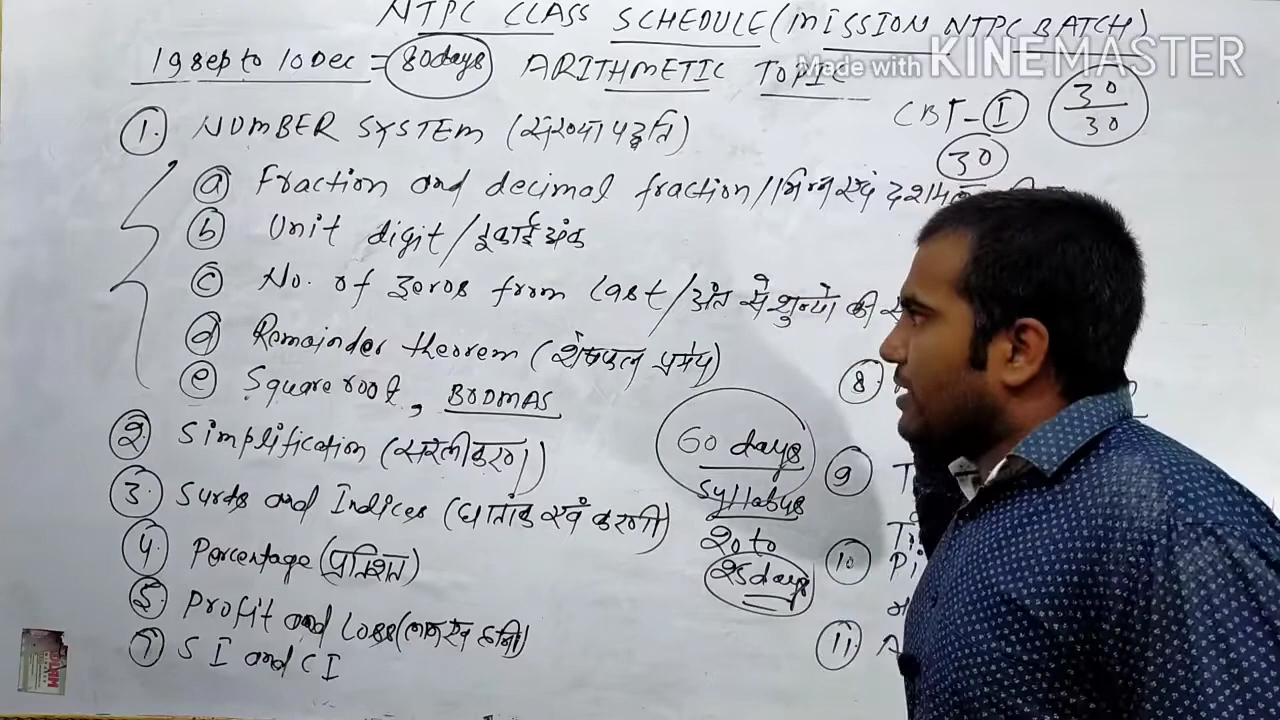 NTPC CLASS SCHEDULE (MISSION NTPC BATCH)
Made with KINEMASTER
19 Sep to 10 Dec = 80 days ARITHMETIC TOPIC
CBT-I 30/30
30
1. NUMBER SYSTEM (संख्या पद्धति)
a Fraction and decimal fraction/भिन्न एवं दशमलव
b Unit digit/इकाई अंक
c No. of zeros from last/अंत से शुन्यो की
d Remainder theorem (शेषफल प्रमेय)
e Square root, BODMAS
2. Simplification (सरलीकरण)
3. Surds and Indices (घातांक एवं करणी)
4. Percentage (प्रतिशत)
5. Profit and Loss (लाभ एवं हानि)
7. S I and C I
60 days
Syllabus
20 to
25 days
8.
9. T
10. Pi
11. A